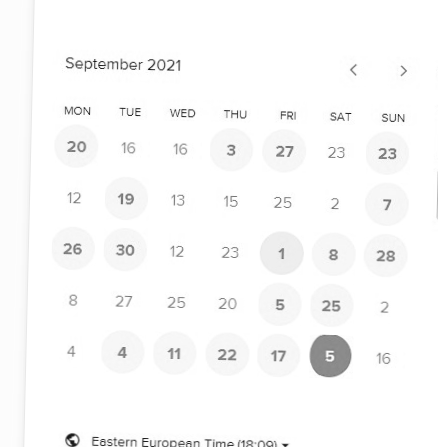 September 2021
MON TUE WED THU FRI SAT SUN
20 16 16 3 27 23 23
12 19 13 15 25 2 7
26 30 12 23 1 8 28
8 27 25 20 5 25 2
4 4 11 22 17 5 16
Eastern European Time (18:09)